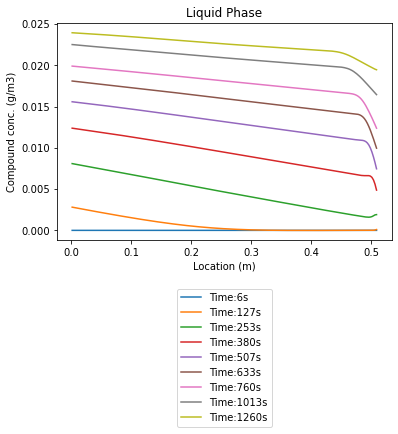 Liquid Phase
Compound conc. (g/m3)
0.025
0.020
0.015
0.010
0.005
0.000
0.0 0.1 0.2 0.3 0.4 0.5
Location (m)
Time:6s
Time:127s
Time:253s
Time:380s
Time:507s
Time:633s
Time:760s
Time:1013s
Time:1260s